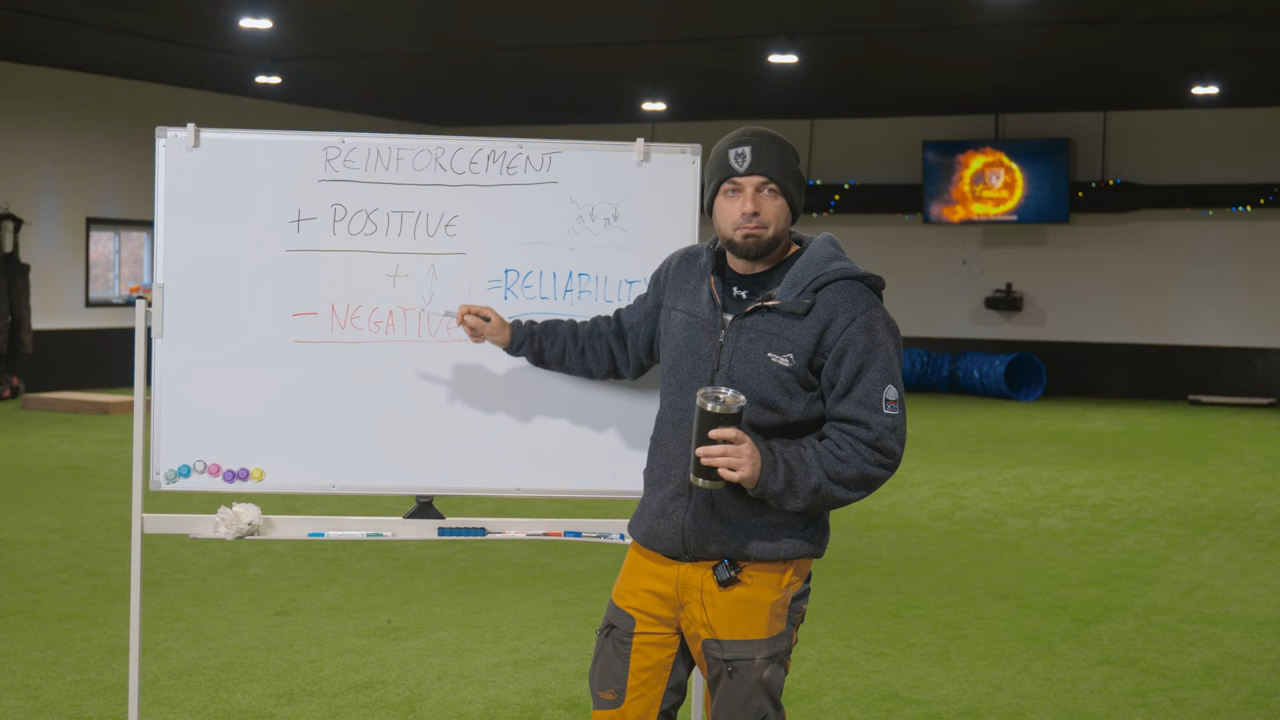 REINFORCEMENT
+ POSITIVE
+
= RELIABILITY
- NEGATIVE